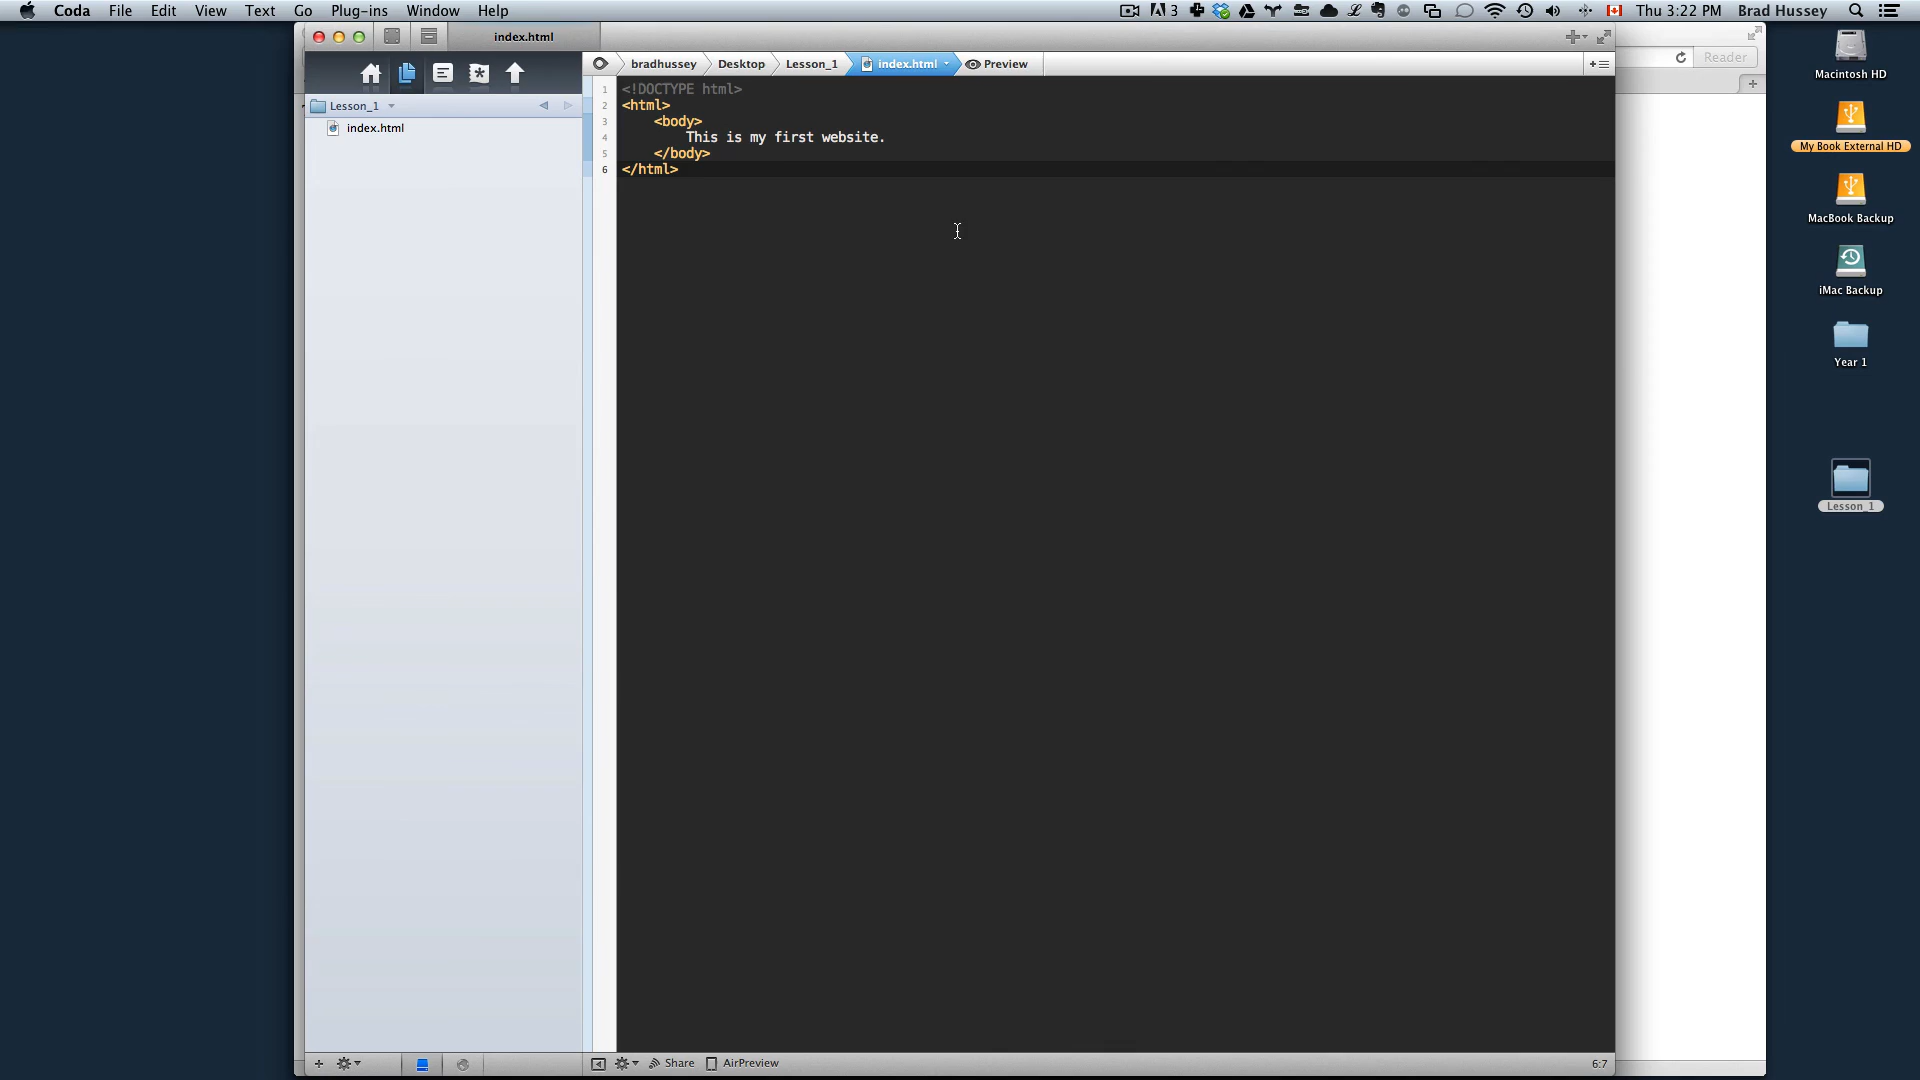 Coda File Edit View Text Go Plug-ins Window Help 3 Thu 3:22 PM Brad Hussey
index.html
bradhussey Desktop Lesson_1 index.html Preview
Reader
Lesson_1
index.html
1 <!DOCTYPE html>
2 <html>
3 <body>
4 This is my first website.
5 </body>
6 </html>
Macintosh HD
My Book External HD
MacBook Backup
iMac Backup
Year 1
Lesson_1
Share AirPreview 6:7